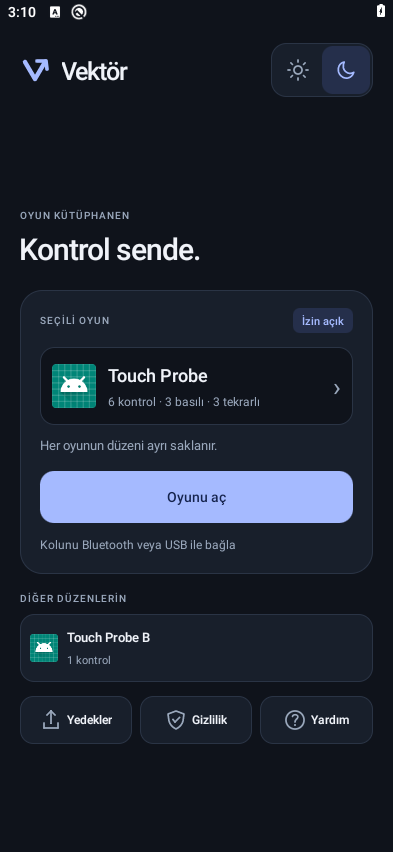 3:10
Vektör
OYUN KÜTÜPHANEN
Kontrol sende.
SEÇİLİ OYUN
İzin açık
Touch Probe
6 kontrol · 3 basılı · 3 tekrarlı
Her oyunun düzeni ayrı saklanır.
Oyunu aç
Kolunu Bluetooth veya USB ile bağla
DİĞER DÜZENLERİN
Touch Probe B
1 kontrol
Yedekler
Gizlilik
Yardım